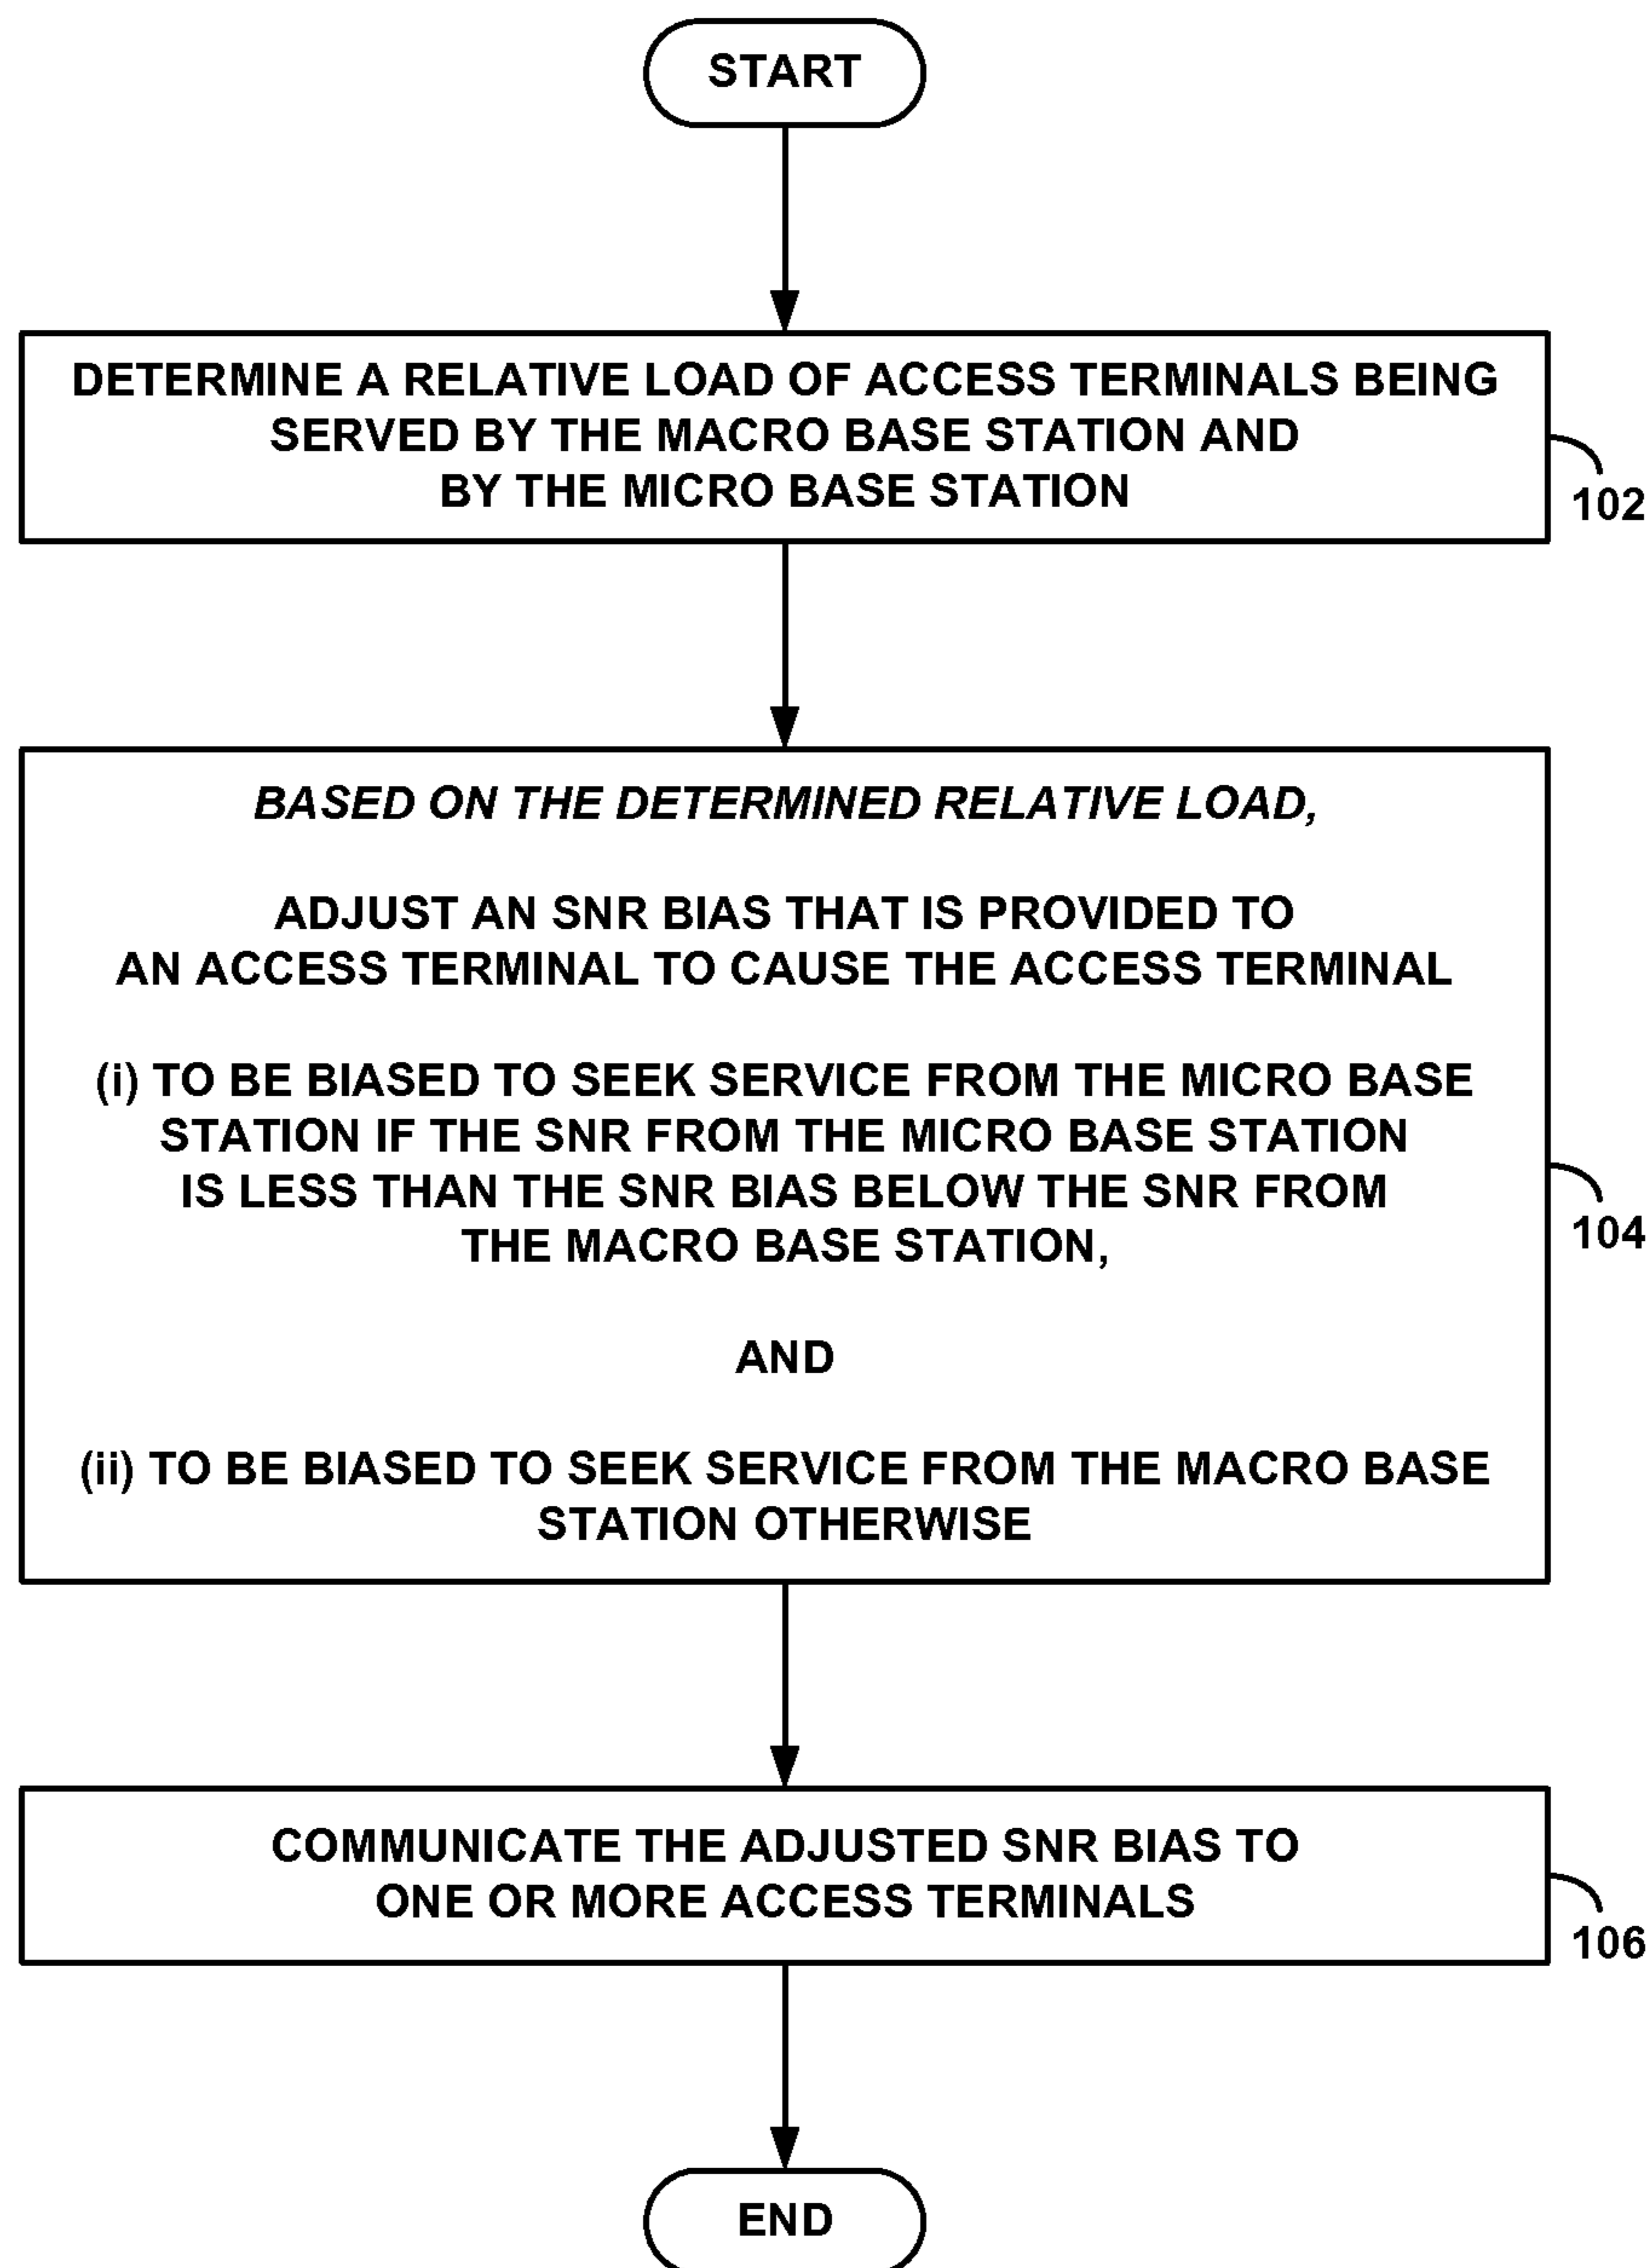 START
DETERMINE A RELATIVE LOAD OF ACCESS TERMINALS BEING
SERVED BY THE MACRO BASE STATION AND
BY THE MICRO BASE STATION
102
BASED ON THE DETERMINED RELATIVE LOAD,
ADJUST AN SNR BIAS THAT IS PROVIDED TO
AN ACCESS TERMINAL TO CAUSE THE ACCESS TERMINAL
(i) TO BE BIASED TO SEEK SERVICE FROM THE MICRO BASE
STATION IF THE SNR FROM THE MICRO BASE STATION
IS LESS THAN THE SNR BIAS BELOW THE SNR FROM
THE MACRO BASE STATION,
AND
(ii) TO BE BIASED TO SEEK SERVICE FROM THE MACRO BASE
STATION OTHERWISE
104
COMMUNICATE THE ADJUSTED SNR BIAS TO
ONE OR MORE ACCESS TERMINALS
106
END